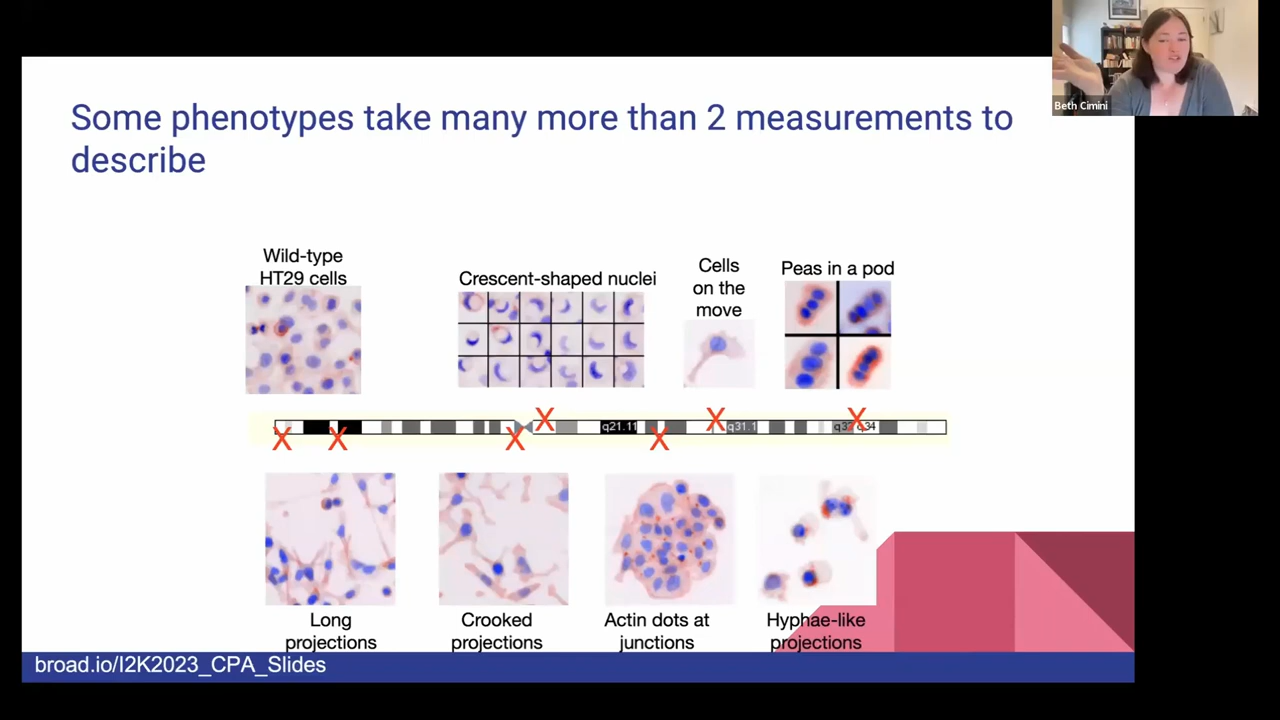 Beth Cimini
Some phenotypes take many more than 2 measurements to
describe
Wild-type
HT29 cells
Crescent-shaped nuclei
Cells
on the
move
Peas in a pod
X
X
X
X
X
X
X
q21.11
q31.1
q34
Long
projections
Crooked
projections
Actin dots at
junctions
Hyphae-like
projections
broad.io/I2K2023_CPA_Slides